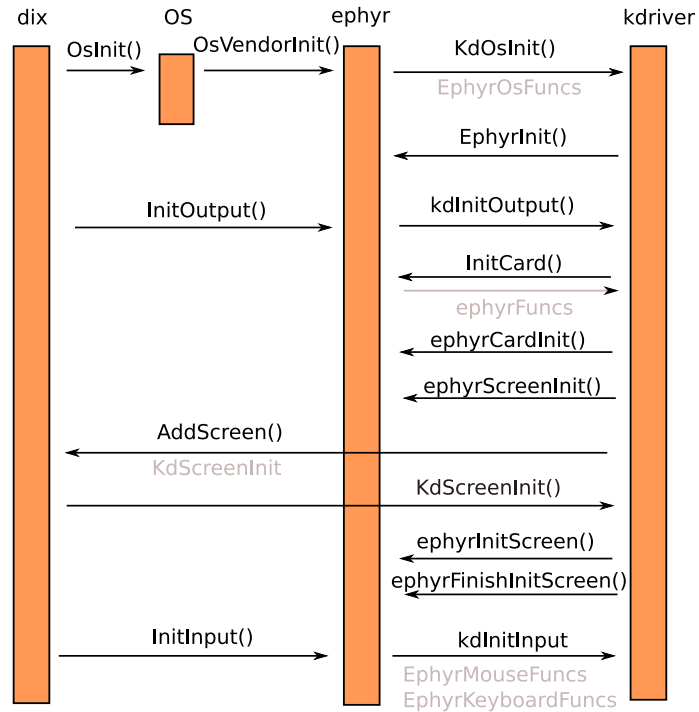 dix OS ephyr kdriver
OsInit() OsVendorInit() KdOsInit()
EphyrOsFuncs
EphyrInit()
InitOutput() kdInitOutput()
InitCard()
ephyrFuncs
ephyrCardInit()
ephyrScreenInit()
AddScreen()
KdScreenInit
KdScreenInit()
ephyrInitScreen()
ephyrFinishInitScreen()
InitInput() kdInitInput
EphyrMouseFuncs
EphyrKeyboardFuncs